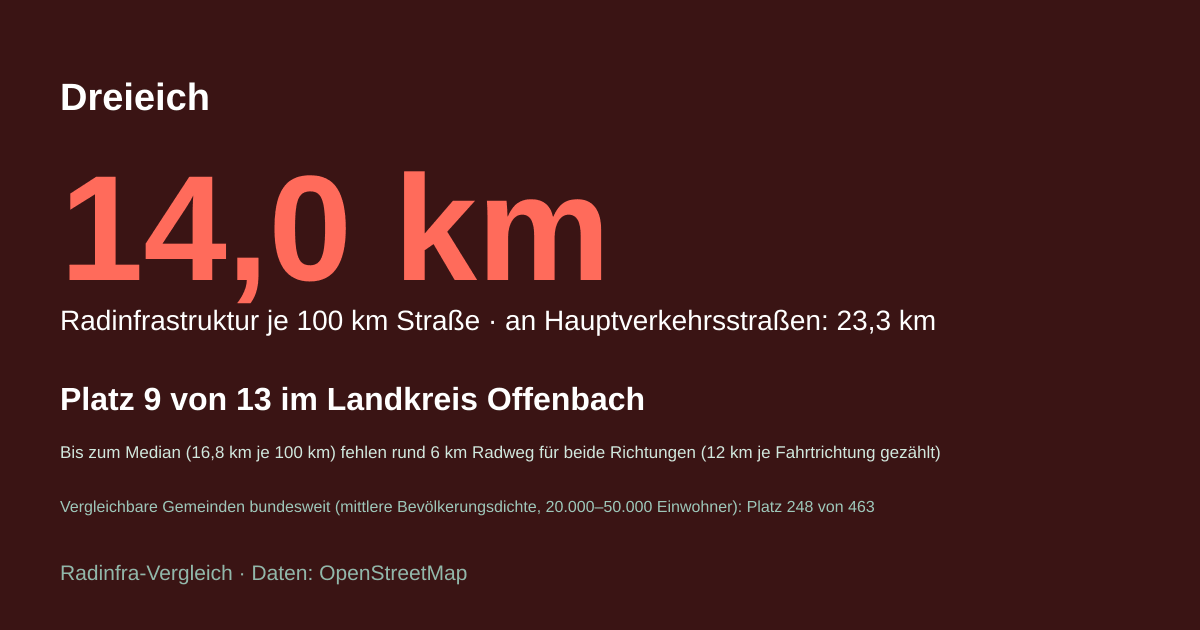 Dreieich
14,0 km
Radinfrastruktur je 100 km Straße · an Hauptverkehrsstraßen: 23,3 km
Platz 9 von 13 im Landkreis Offenbach
Bis zum Median (16,8 km je 100 km) fehlen rund 6 km Radweg für beide Richtungen (12 km je Fahrtrichtung gezählt)
Vergleichbare Gemeinden bundesweit (mittlere Bevölkerungsdichte, 20.000–50.000 Einwohner): Platz 248 von 463
Radinfra-Vergleich · Daten: OpenStreetMap